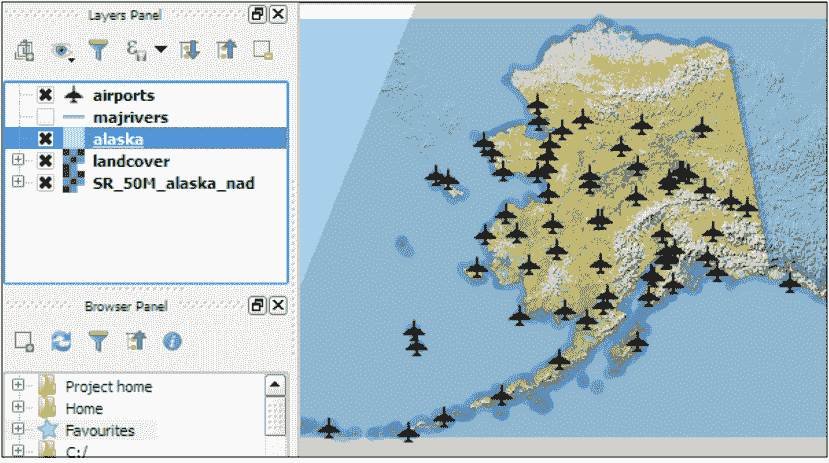 Layers Panel
airports
majrivers
alaska
landcover
SR_50M_alaska_nad
Browser Panel
Project home
Home
Favourites
C:/